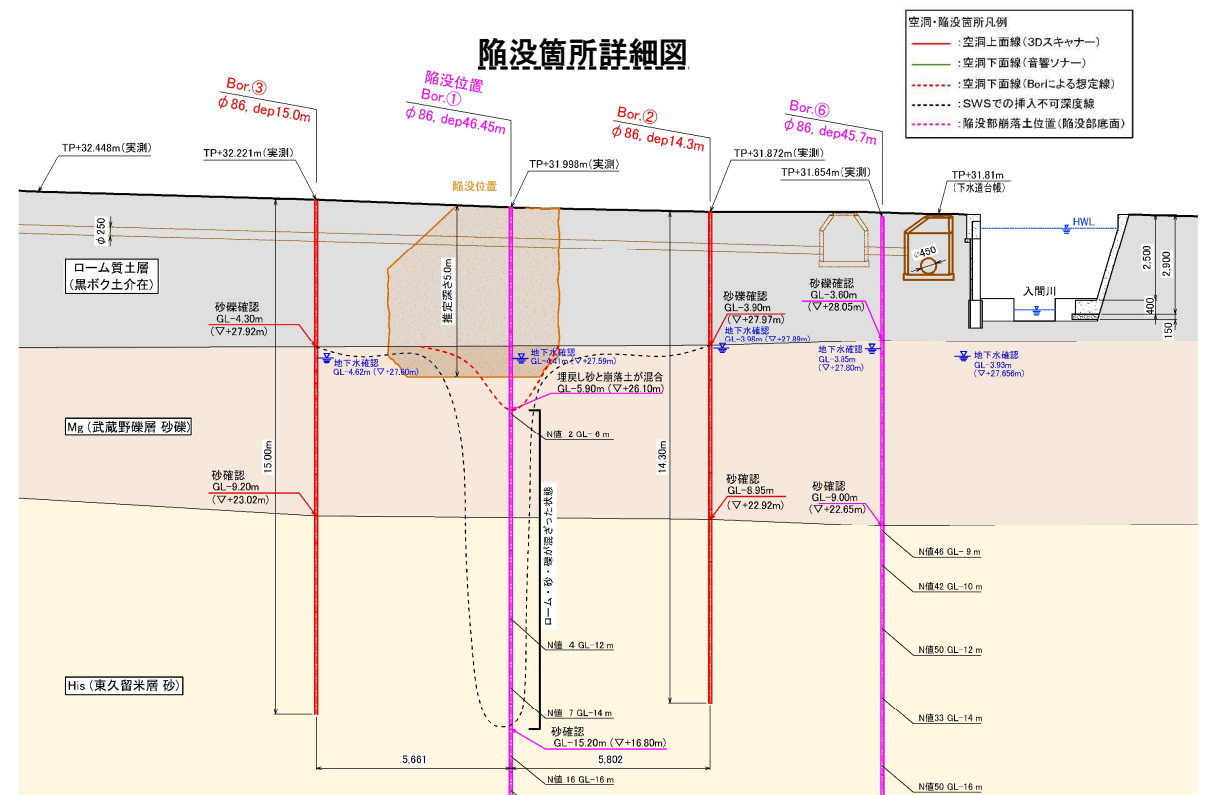 陥没箇所詳細図
空洞・陥没箇所凡例
:空洞上面線(3Dスキャナー)
:空洞下面線(音響ソナー)
:空洞下面線(Borによる想定線)
:SWSでの挿入不可深度線
:陥没部崩落土位置(陥没部底面)
Bor.③
φ86, dep15.0m
陥没位置
Bor.①
φ86, dep46.45m
Bor.②
φ86, dep14.3m
Bor.⑥
φ86, dep45.7m
TP+32.448m(実測)
TP+32.221m(実測)
TP+31.998m(実測)
TP+31.872m(実測)
TP+31.654m(実測)
TP+31.81m
(下水道台帳)
陥没位置
φ250
ローム質土層
(黒ボク土介在)
推定深さ5.0m
φ450
HWL
入間川
2,500
2,900
400
150
砂礫確認
GL-4.30m
(▽+27.92m)
地下水確認
GL-4.62m (▽+27.60m)
地下水確認
GL-4.41m (▽+27.59m)
砂礫確認
GL-3.90m
(▽+27.97m)
地下水確認
GL-3.98m (▽+27.89m)
砂礫確認
GL-3.60m
(▽+28.05m)
地下水確認
GL-3.85m
(▽+27.80m)
地下水確認
GL-3.93m
(▽+27.656m)
埋戻し砂と崩落土が混合
GL-5.90m (▽+26.10m)
Mg (武蔵野礫層 砂礫)
N値 2 GL- 6 m
15.00m
14.30m
ローム・砂・礫が混ざった状態
砂確認
GL-9.20m
(▽+23.02m)
砂確認
GL-8.95m
(▽+22.92m)
砂確認
GL-9.00m
(▽+22.65m)
N値46 GL- 9 m
N値42 GL-10 m
N値 4 GL-12 m
N値50 GL-12 m
His (東久留米層 砂)
N値 7 GL-14 m
N値33 GL-14 m
砂確認
GL-15.20m (▽+16.80m)
5,661
5,802
N値 16 GL-16 m
N値50 GL-16 m